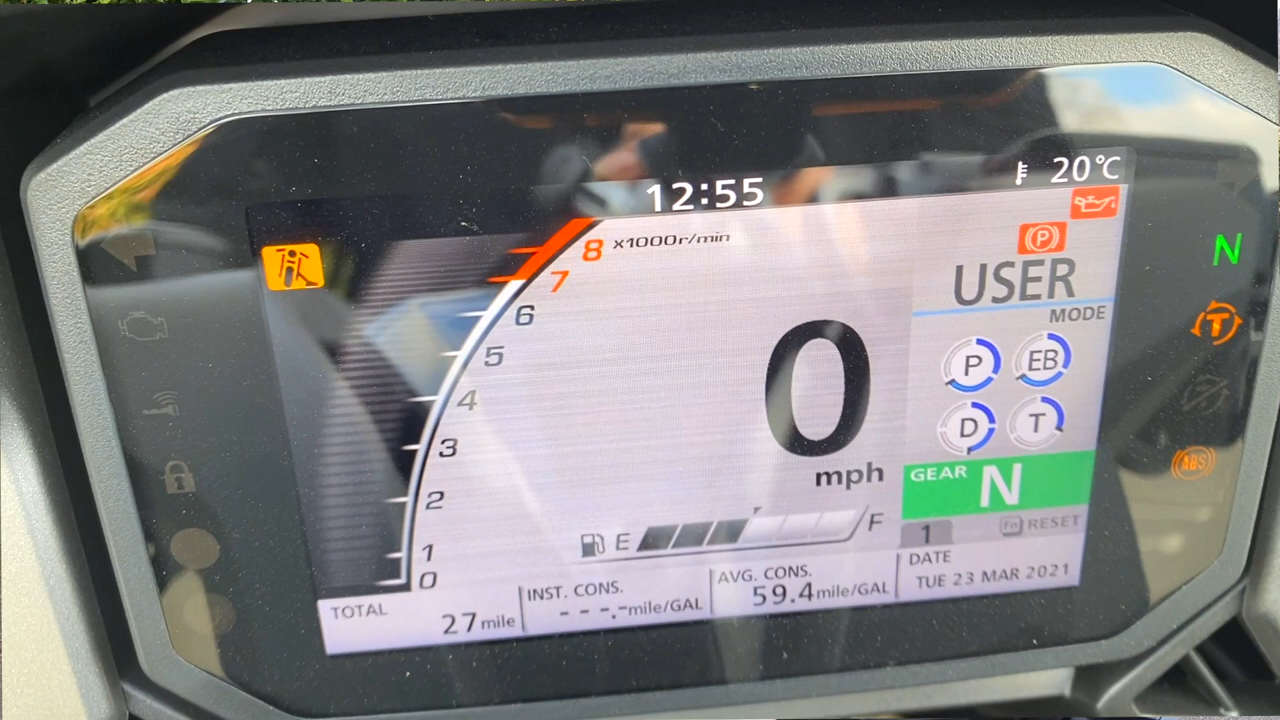 12:55
20°C
8 x1000r/min
7
6
5
4
3
2
1
0
P
USER
MODE
P EB
D T
0
mph
GEAR N
1
Fn RESET
E F
TOTAL
27 mile
INST. CONS.
---.- mile/GAL
AVG. CONS.
59.4 mile/GAL
DATE
TUE 23 MAR 2021
N
T
ABS